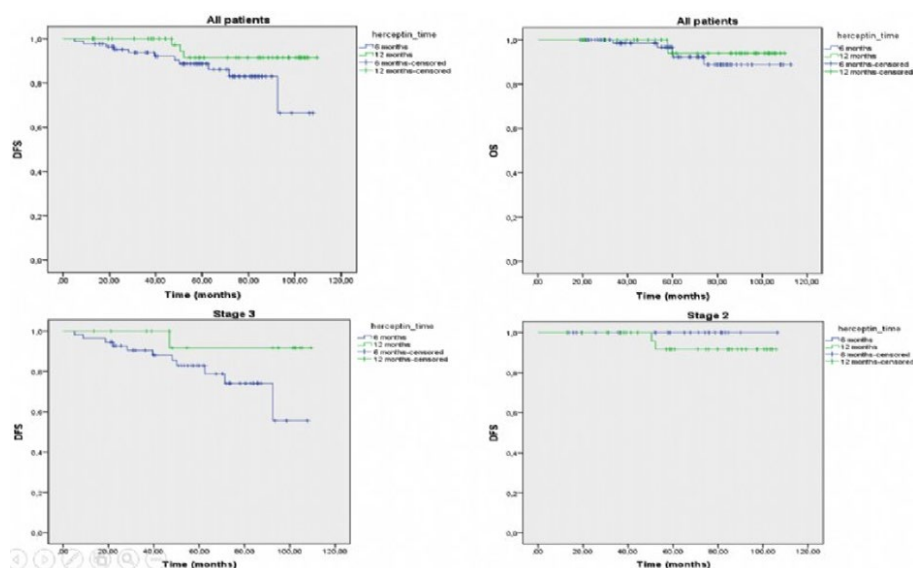 All patients
1,0
0,8
0,6
0,4
0,2
0,0
DFS
,00
20,00
40,00
60,00
80,00
100,00
120,00
Time (months)
herceptin_time
6 months
12 months
6 months-censored
12 months-censored
All patients
1,0
0,8
0,6
0,4
0,2
0,0
OS
,00
20,00
40,00
60,00
80,00
100,00
120,00
Time (months)
herceptin_time
6 months
12 months
6 months-censored
12 months-censored
Stage 3
1,0
0,8
0,6
0,4
0,2
0,0
DFS
,00
20,00
40,00
60,00
80,00
100,00
120,00
Time (months)
herceptin_time
6 months
12 months
6 months-censored
12 months-censored
Stage 2
1,0
0,8
0,6
0,4
0,2
0,0
DFS
,00
20,00
40,00
60,00
80,00
100,00
120,00
Time (months)
herceptin_time
6 months
12 months
6 months-censored
12 months-censored